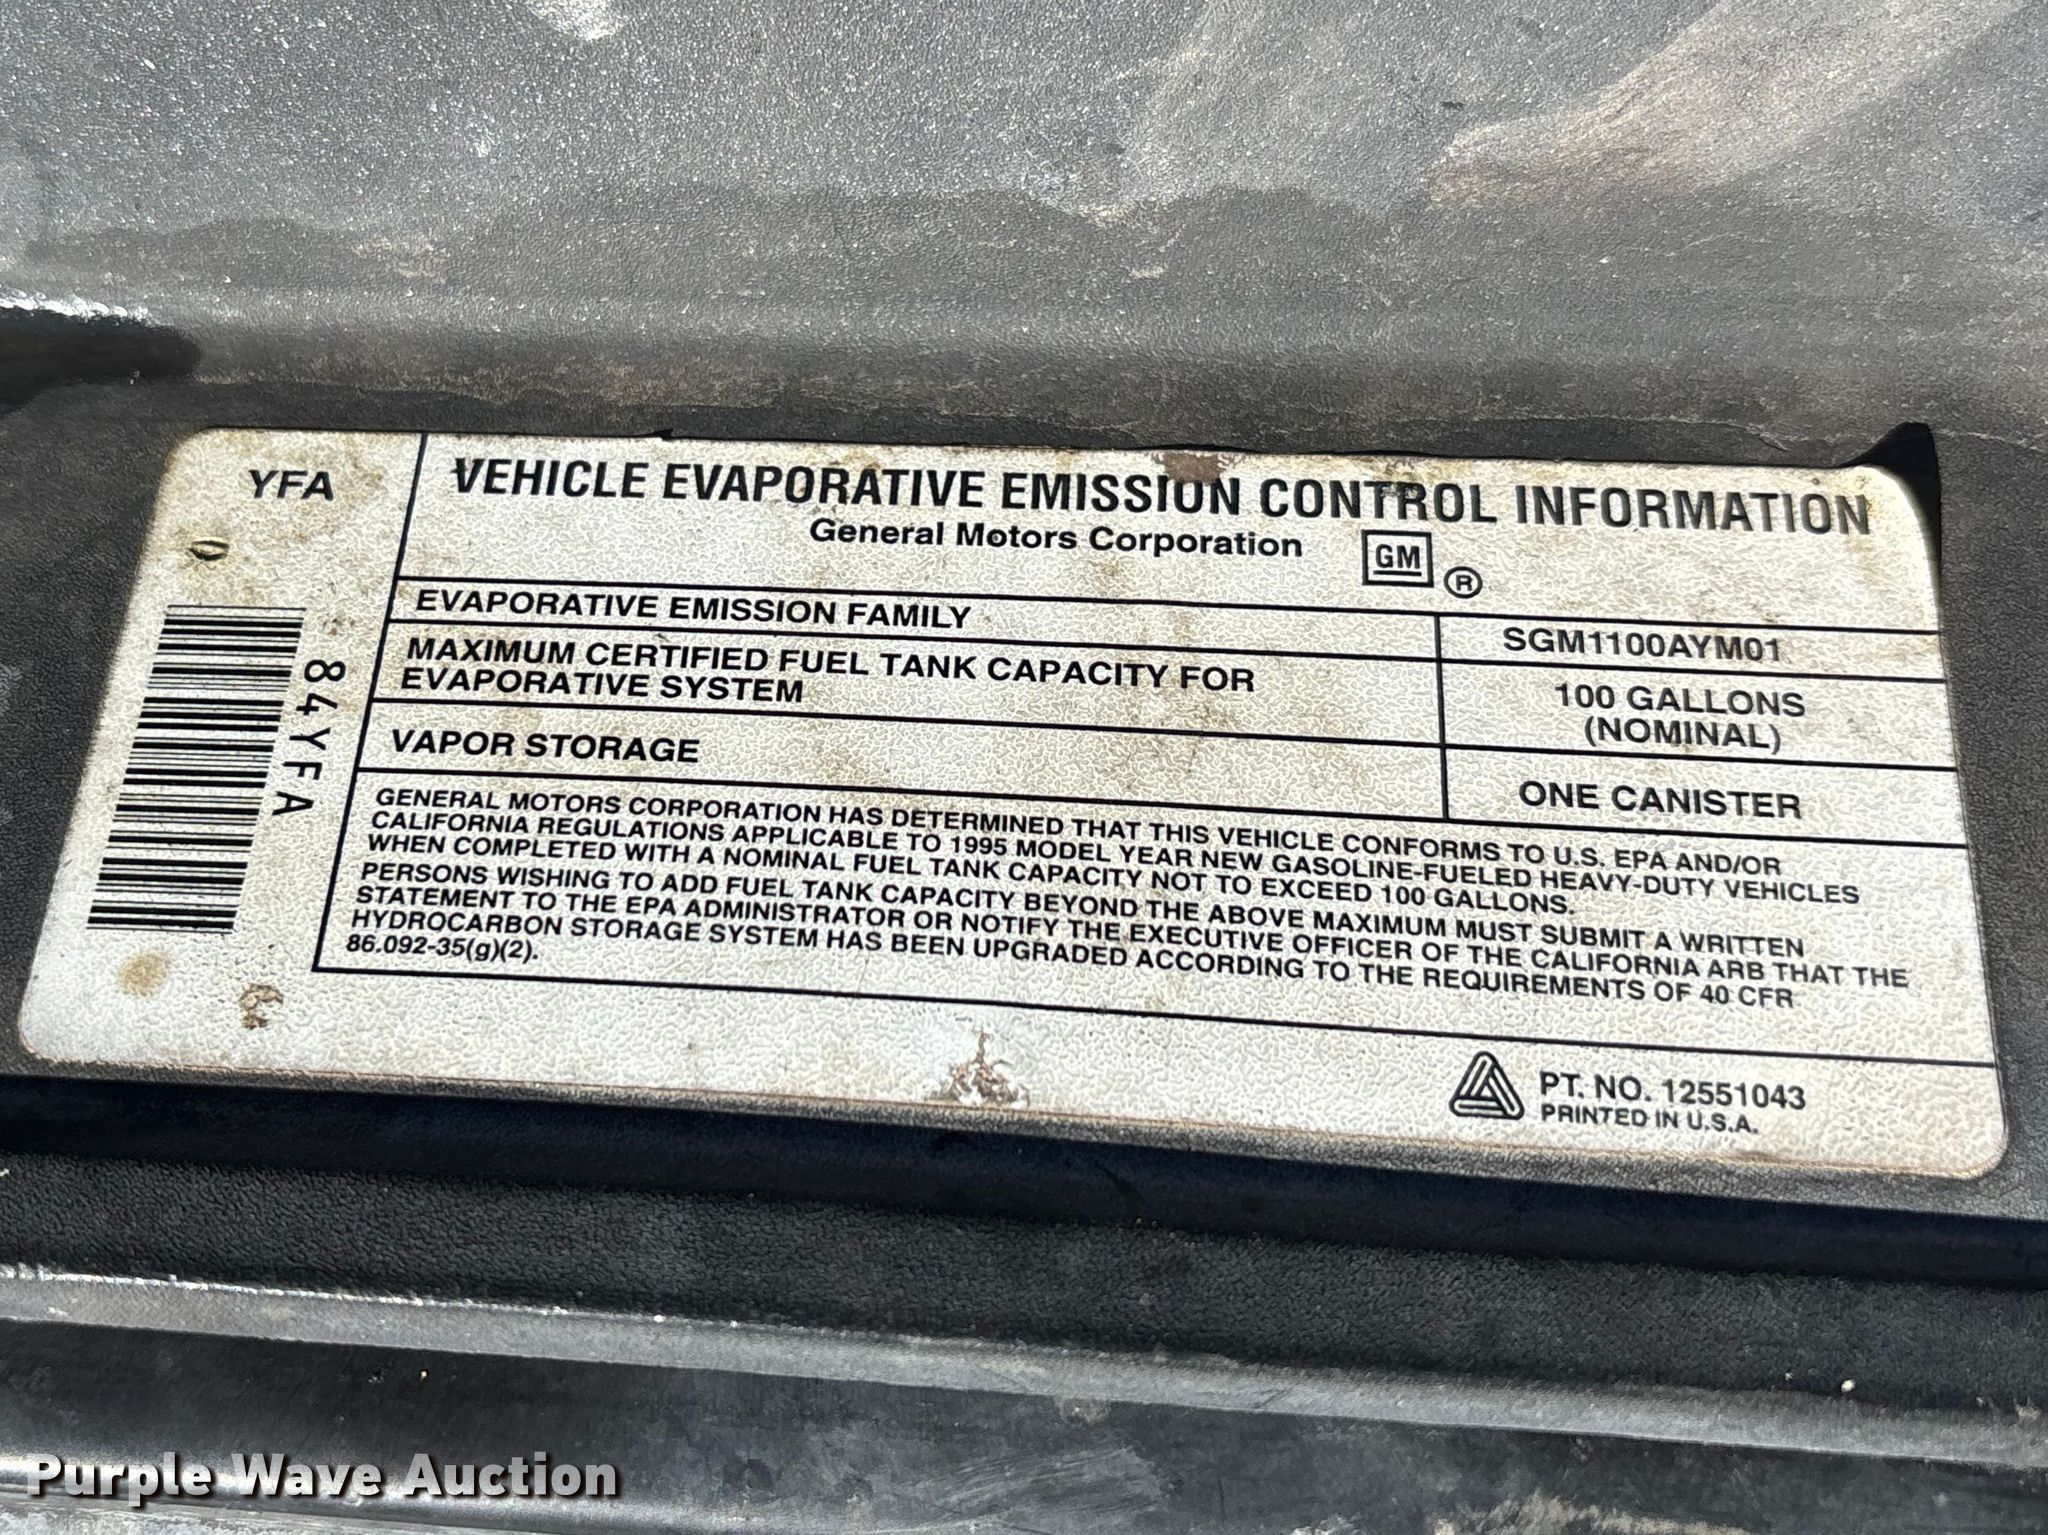 YFA
84YFA
VEHICLE EVAPORATIVE EMISSION CONTROL INFORMATION
General Motors Corporation
GM ®
EVAPORATIVE EMISSION FAMILY
SGM1100AYM01
MAXIMUM CERTIFIED FUEL TANK CAPACITY FOR
EVAPORATIVE SYSTEM
100 GALLONS
(NOMINAL)
VAPOR STORAGE
ONE CANISTER
GENERAL MOTORS CORPORATION HAS DETERMINED THAT THIS VEHICLE CONFORMS TO U.S. EPA AND/OR
CALIFORNIA REGULATIONS APPLICABLE TO 1995 MODEL YEAR NEW GASOLINE-FUELED HEAVY-DUTY VEHICLES
WHEN COMPLETED WITH A NOMINAL FUEL TANK CAPACITY NOT TO EXCEED 100 GALLONS.
PERSONS WISHING TO ADD FUEL TANK CAPACITY BEYOND THE ABOVE MAXIMUM MUST SUBMIT A WRITTEN
STATEMENT TO THE EPA ADMINISTRATOR OR NOTIFY THE EXECUTIVE OFFICER OF THE CALIFORNIA ARB THAT THE
HYDROCARBON STORAGE SYSTEM HAS BEEN UPGRADED ACCORDING TO THE REQUIREMENTS OF 40 CFR
86.092-35(g)(2).
PT. NO. 12551043
PRINTED IN U.S.A.
Purple Wave Auction